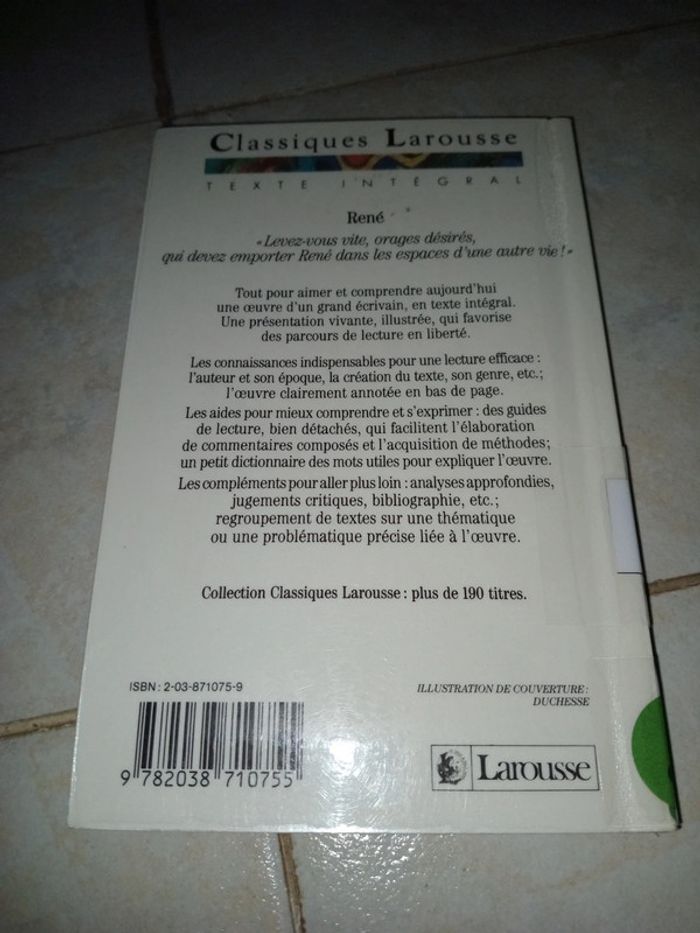 Classiques Larousse
TEXTE INTÉGRAL
René
« Levez-vous vite, orages désirés,
qui devez emporter René dans les espaces d'une autre vie ! »
Tout pour aimer et comprendre aujourd'hui
une œuvre d'un grand écrivain, en texte intégral.
Une présentation vivante, illustrée, qui favorise
des parcours de lecture en liberté.
Les connaissances indispensables pour une lecture efficace :
l'auteur et son époque, la création du texte, son genre, etc. ;
l'œuvre clairement annotée en bas de page.
Les aides pour mieux comprendre et s'exprimer : des guides
de lecture, bien détachés, qui facilitent l'élaboration
de commentaires composés et l'acquisition de méthodes ;
un petit dictionnaire des mots utiles pour expliquer l'œuvre.
Les compléments pour aller plus loin : analyses approfondies,
jugements critiques, bibliographie, etc. ;
regroupement de textes sur une thématique
ou une problématique précise liée à l'œuvre.
Collection Classiques Larousse : plus de 190 titres.
ISBN : 2-03-871075-9
ILLUSTRATION DE COUVERTURE :
DUCHESSE
9 782038 710755
Larousse